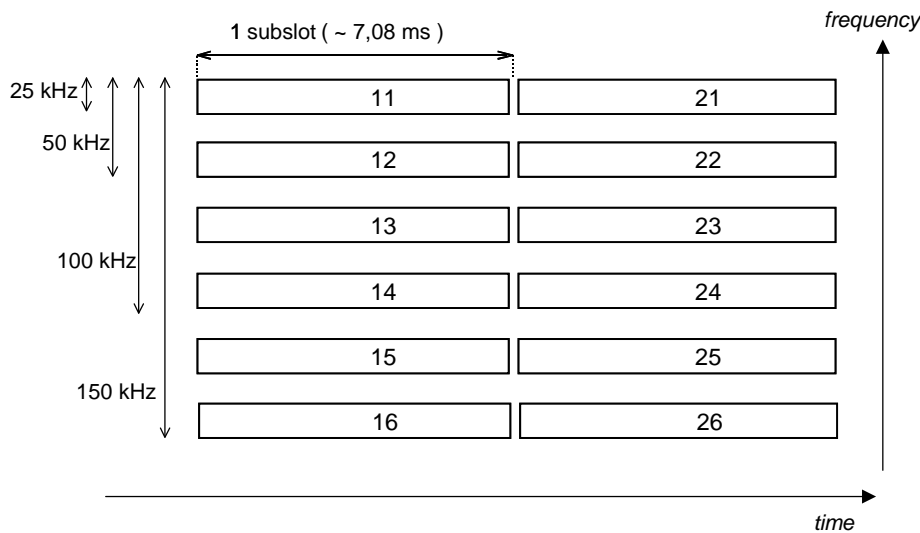 frequency
1 subslot ( ~ 7,08 ms )
25 kHz
11 21
50 kHz
12 22
13 23
100 kHz
14 24
15 25
150 kHz
16 26
time